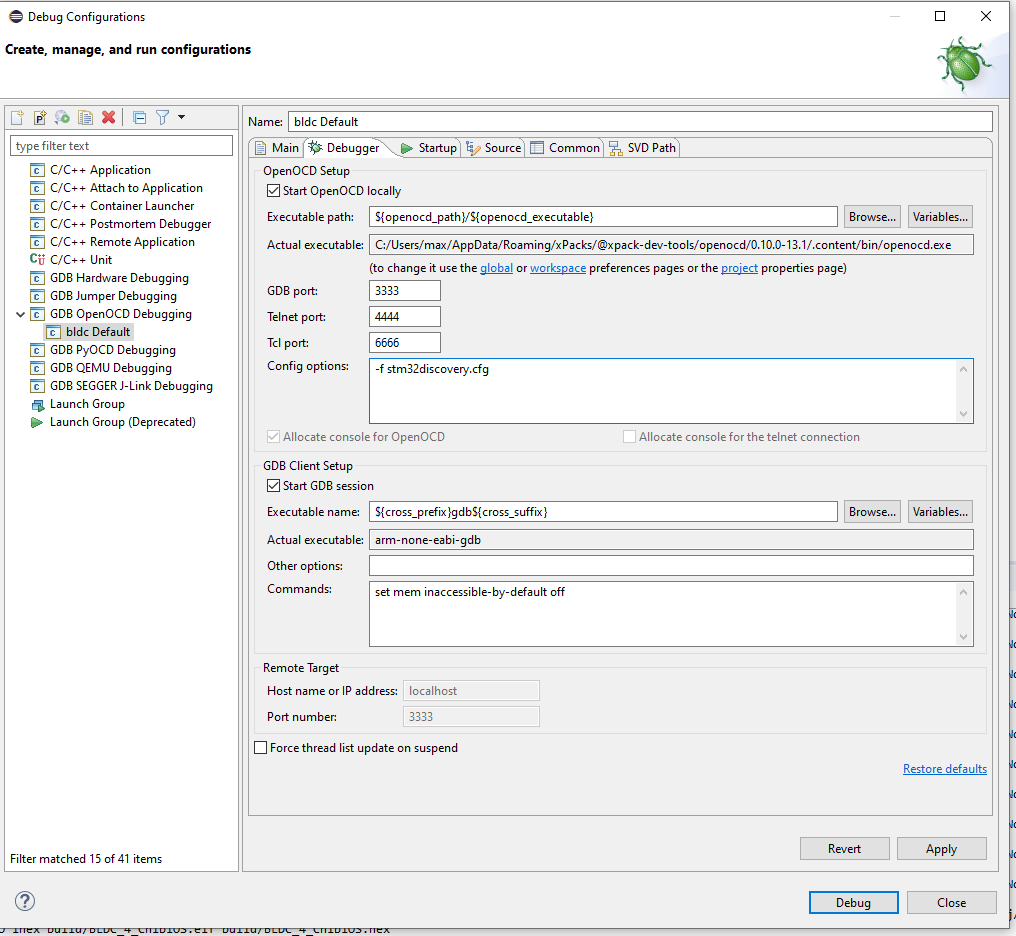 Debug Configurations
Create, manage, and run configurations
type filter text
C/C++ Application
C/C++ Attach to Application
C/C++ Container Launcher
C/C++ Postmortem Debugger
C/C++ Remote Application
C/C++ Unit
GDB Hardware Debugging
GDB Jumper Debugging
GDB OpenOCD Debugging
bldc Default
GDB PyOCD Debugging
GDB QEMU Debugging
GDB SEGGER J-Link Debugging
Launch Group
Launch Group (Deprecated)
Filter matched 15 of 41 items
Name: bldc Default
Main Debugger Startup Source Common SVD Path
OpenOCD Setup
Start OpenOCD locally
Executable path: ${openocd_path}/${openocd_executable} Browse... Variables...
Actual executable: C:/Users/max/AppData/Roaming/xPacks/@xpack-dev-tools/openocd/0.10.0-13.1/.content/bin/openocd.exe
(to change it use the global or workspace preferences pages or the project properties page)
GDB port: 3333
Telnet port: 4444
Tcl port: 6666
Config options: -f stm32discovery.cfg
Allocate console for OpenOCD Allocate console for the telnet connection
GDB Client Setup
Start GDB session
Executable name: ${cross_prefix}gdb${cross_suffix} Browse... Variables...
Actual executable: arm-none-eabi-gdb
Other options:
Commands: set mem inaccessible-by-default off
Remote Target
Host name or IP address: localhost
Port number: 3333
Force thread list update on suspend
Restore defaults
Revert Apply
Debug Close